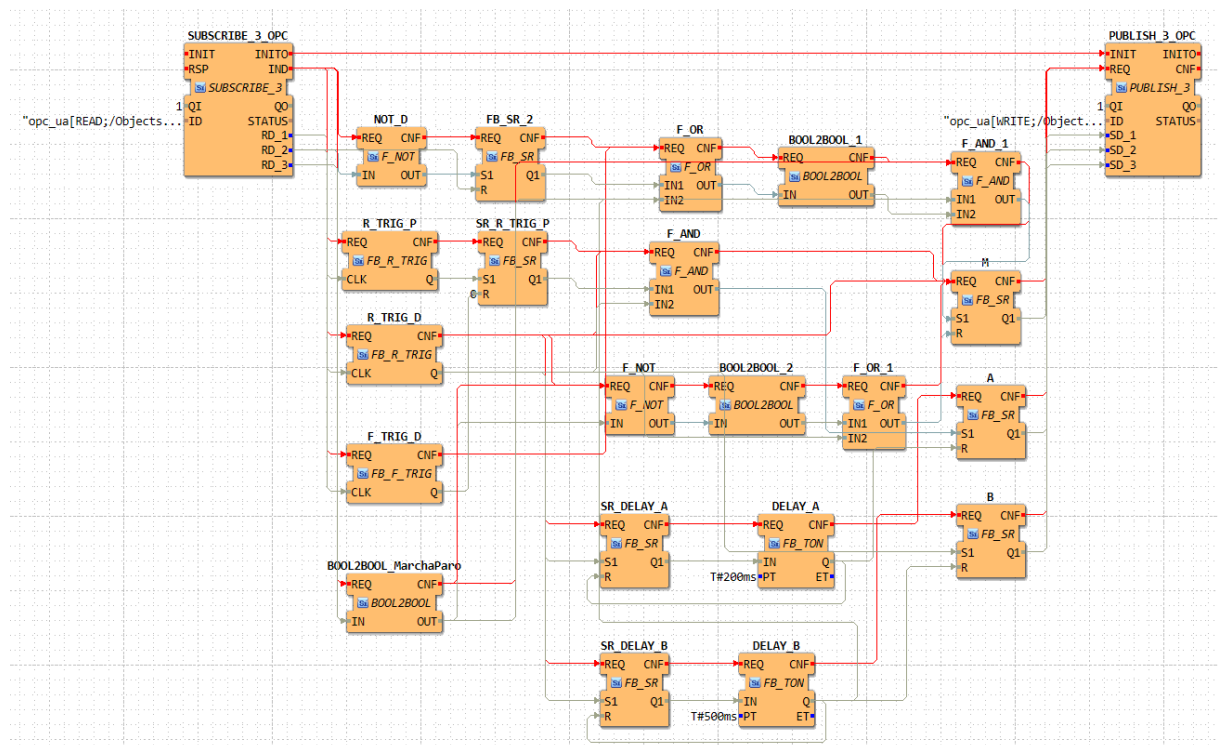 SUBSCRIBE_3_OPC
INIT INITO
RSP IND
SUBSCRIBE_3
1 QI QO
"opc_ua[READ;/Objects... ID STATUS
RD_1
RD_2
RD_3
PUBLISH_3_OPC
INIT INITO
REQ CNF
PUBLISH_3
1 QI QO
"opc_ua[WRITE;/Object... ID STATUS
SD_1
SD_2
SD_3
NOT_D
REQ CNF
F_NOT
IN OUT
FB_SR_2
REQ CNF
FB_SR
S1 Q1
R
F_OR
REQ CNF
F_OR
IN1 OUT
IN2
BOOL2BOOL_1
REQ CNF
BOOL2BOOL
IN OUT
F_AND_1
REQ CNF
F_AND
IN1 OUT
IN2
R_TRIG_P
REQ CNF
FB_R_TRIG
CLK Q
SR_R_TRIG_P
REQ CNF
FB_SR
S1 Q1
0 R
F_AND
REQ CNF
F_AND
IN1 OUT
IN2
M
REQ CNF
FB_SR
S1 Q1
R
R_TRIG_D
REQ CNF
FB_R_TRIG
CLK Q
F_NOT
REQ CNF
F_NOT
IN OUT
BOOL2BOOL_2
REQ CNF
BOOL2BOOL
IN OUT
F_OR_1
REQ CNF
F_OR
IN1 OUT
IN2
A
REQ CNF
FB_SR
S1 Q1
R
F_TRIG_D
REQ CNF
FB_F_TRIG
CLK Q
SR_DELAY_A
REQ CNF
FB_SR
S1 Q1
R
DELAY_A
REQ CNF
FB_TON
IN Q
T#200ms PT ET
B
REQ CNF
FB_SR
S1 Q1
R
BOOL2BOOL_MarchaParo
REQ CNF
BOOL2BOOL
IN OUT
SR_DELAY_B
REQ CNF
FB_SR
S1 Q1
R
DELAY_B
REQ CNF
FB_TON
IN Q
T#500ms PT ET